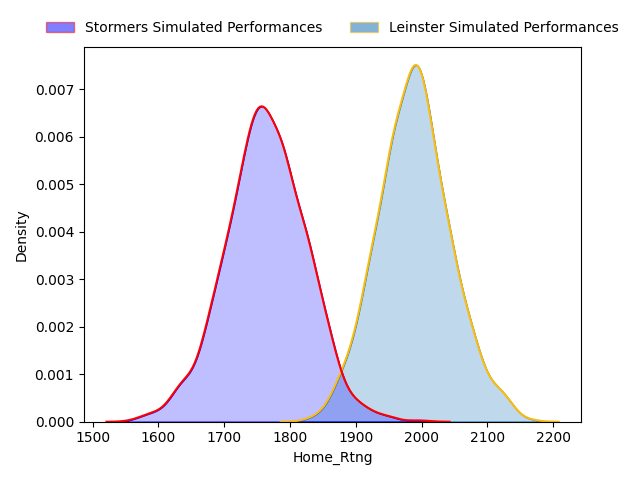 Stormers Simulated Performances Leinster Simulated Performances
0.007
0.006
0.005
0.004
0.003
0.002
0.001
0.000
Density
1500 1600 1700 1800 1900 2000 2100 2200
Home_Rtng